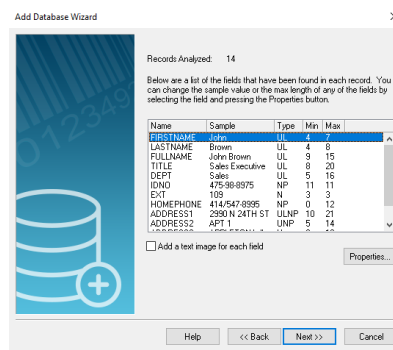 Add Database Wizard
Records Analyzed: 14
Below are a list of the fields that have been found in each record. You
can change the sample value or the max length of any of the fields by
selecting the field and pressing the Properties button.
Name Sample Type Min Max
FIRSTNAME John UL 4 7
LASTNAME Brown UL 4 8
FULLNAME John Brown UL 9 15
TITLE Sales Executive UL 8 20
DEPT Sales UL 5 16
IDNO 475-98-8975 NP 11 11
EXT 109 N 3 3
HOMEPHONE 414/547-8995 NP 0 12
ADDRESS1 2990 N 24TH ST ULNP 10 21
ADDRESS2 APT 1 UNP 5 14
Add a text image for each field
Properties...
Help << Back Next >> Cancel